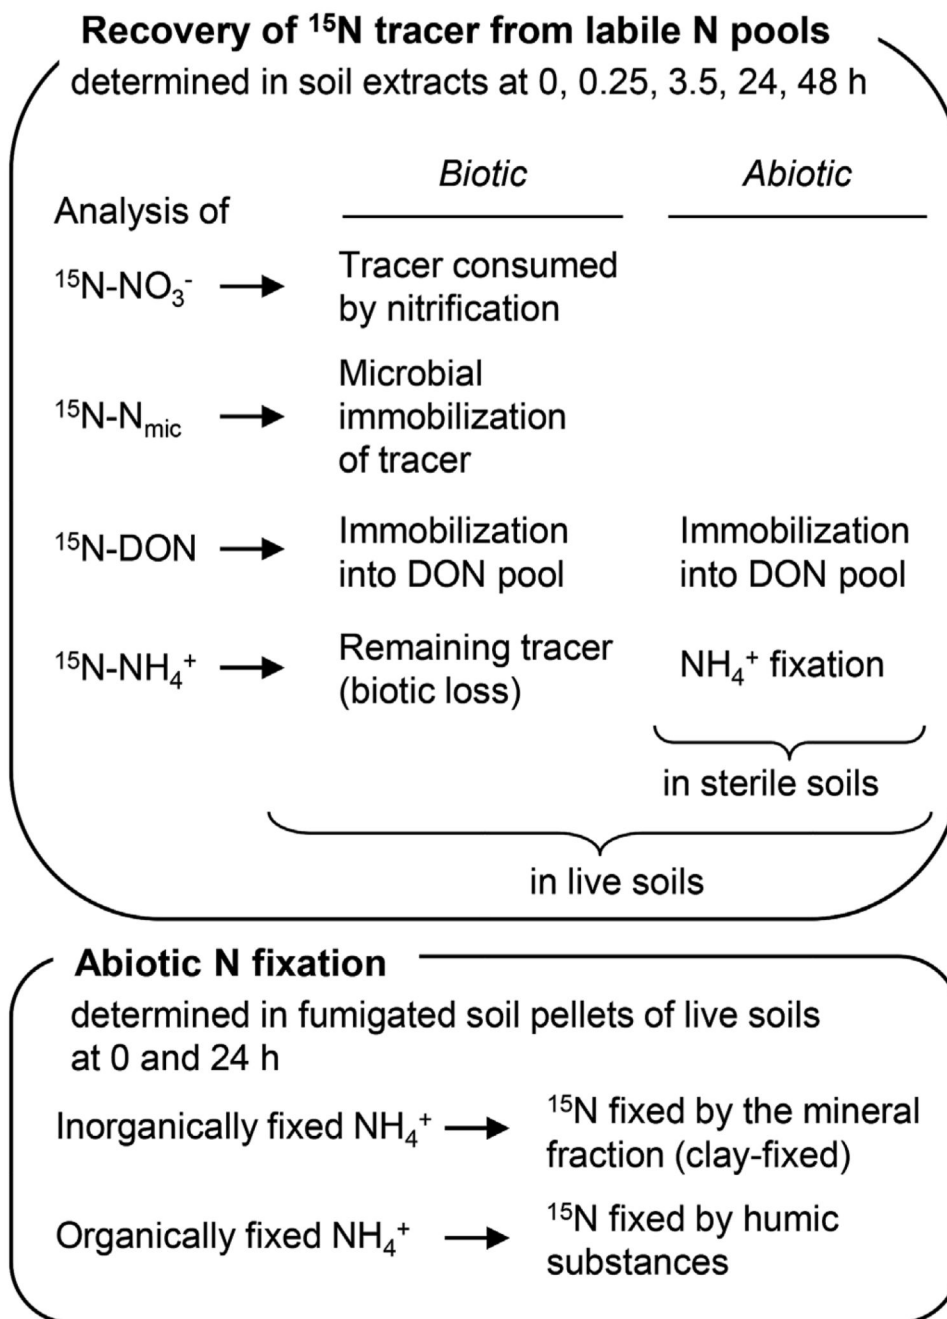 Recovery of ¹⁵N tracer from labile N pools
determined in soil extracts at 0, 0.25, 3.5, 24, 48 h
Biotic Abiotic
Analysis of
¹⁵N-NO₃⁻ → Tracer consumed
by nitrification
Microbial
¹⁵N-Nmic → immobilization
of tracer
¹⁵N-DON → Immobilization Immobilization
into DON pool into DON pool
¹⁵N-NH₄⁺ → Remaining tracer NH₄⁺ fixation
(biotic loss)
in sterile soils
in live soils
Abiotic N fixation
determined in fumigated soil pellets of live soils
at 0 and 24 h
Inorganically fixed NH₄⁺ → ¹⁵N fixed by the mineral
fraction (clay-fixed)
Organically fixed NH₄⁺ → ¹⁵N fixed by humic
substances